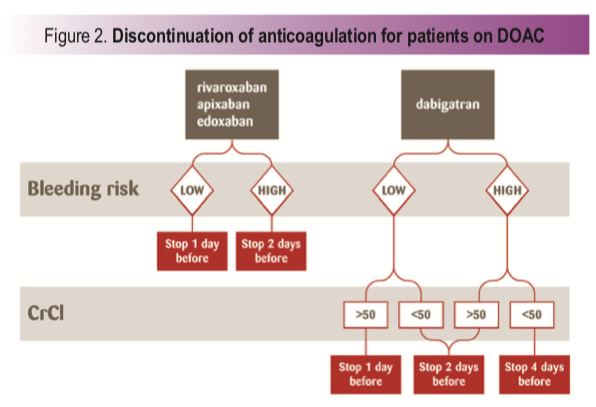 Figure 2. Discontinuation of anticoagulation for patients on DOAC
rivaroxaban
apixaban
edoxaban
dabigatran
Bleeding risk
LOW
HIGH
LOW
HIGH
Stop 1 day
before
Stop 2 days
before
CrCl
>50
<50
>50
<50
Stop 1 day
before
Stop 2 days
before
Stop 4 days
before